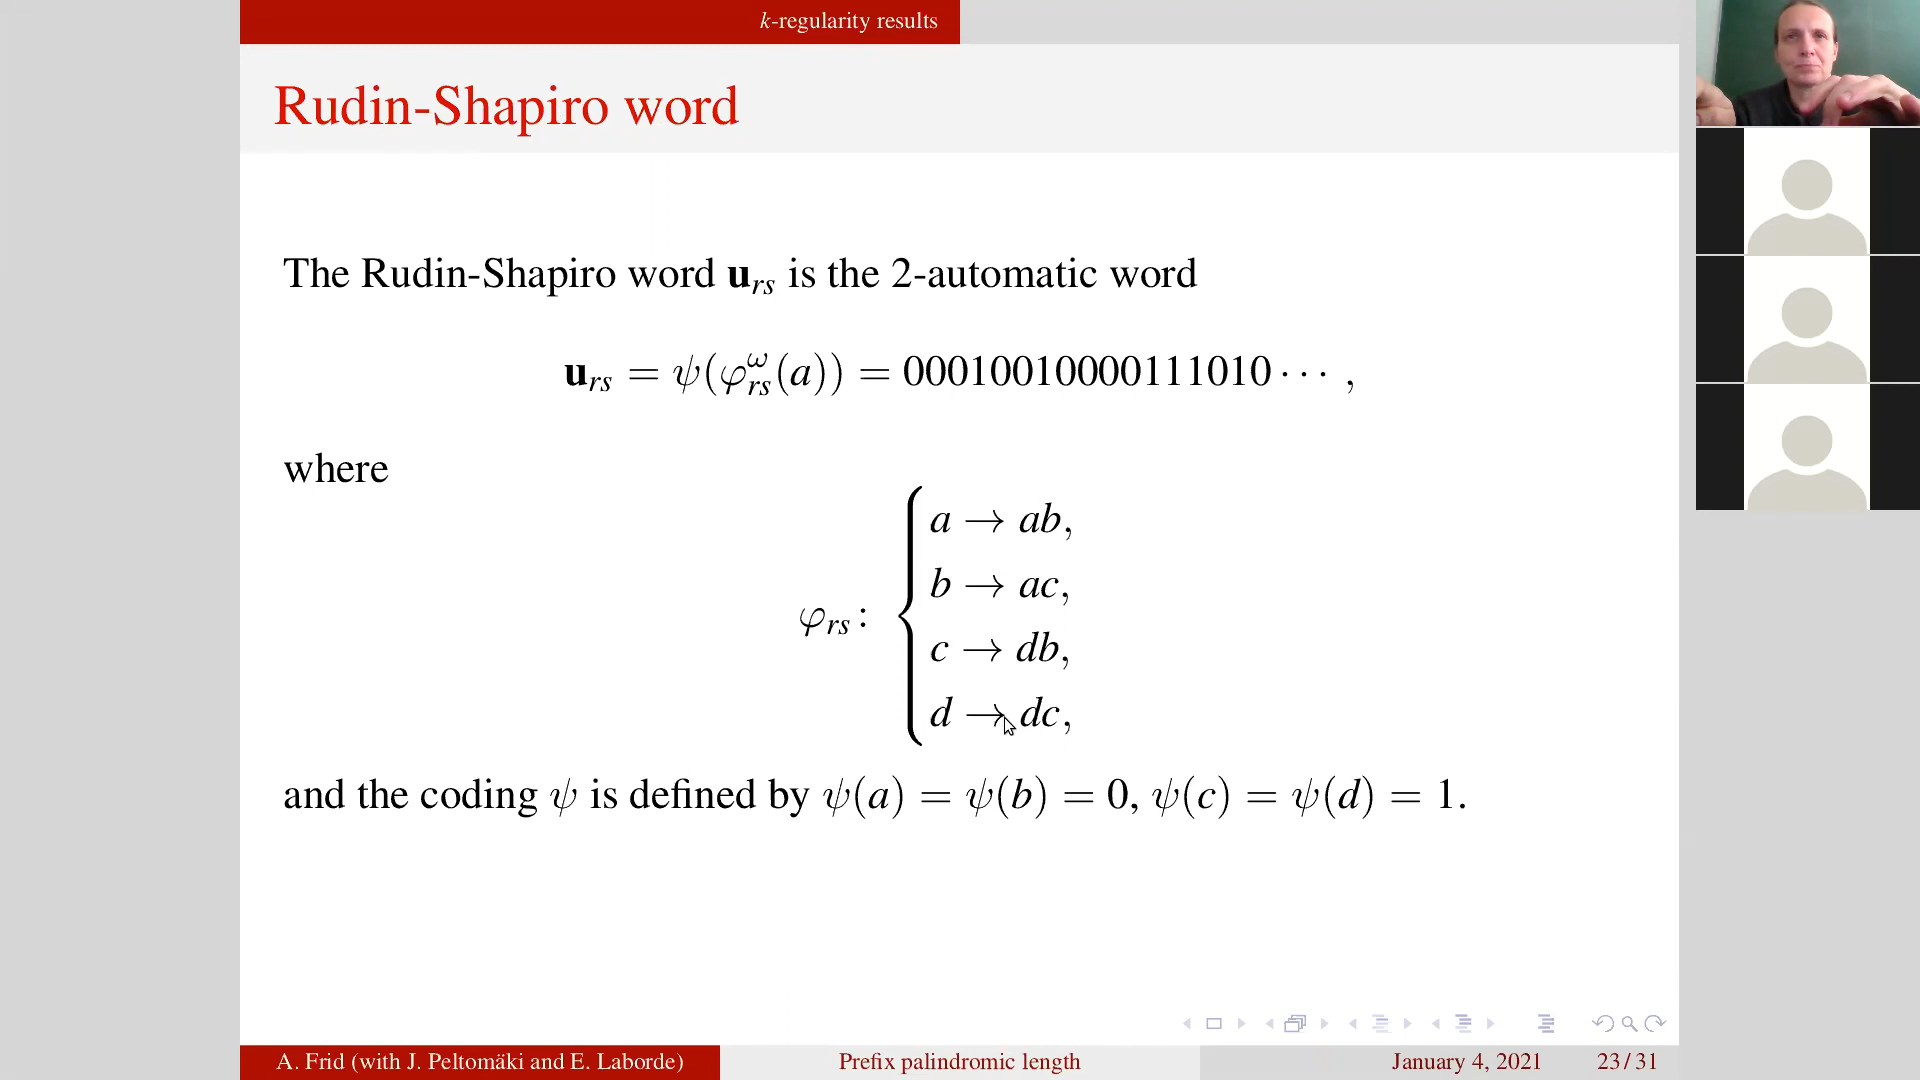 k-regularity results
Rudin-Shapiro word
The Rudin-Shapiro word u_rs is the 2-automatic word
u_rs = ψ(φ^ω_rs(a)) = 00010010000111010 ··· ,
where
φ_rs : { a → ab,
b → ac,
c → db,
d → dc,
and the coding ψ is defined by ψ(a) = ψ(b) = 0, ψ(c) = ψ(d) = 1.
A. Frid (with J. Peltomäki and E. Laborde) Prefix palindromic length January 4, 2021 23 / 31